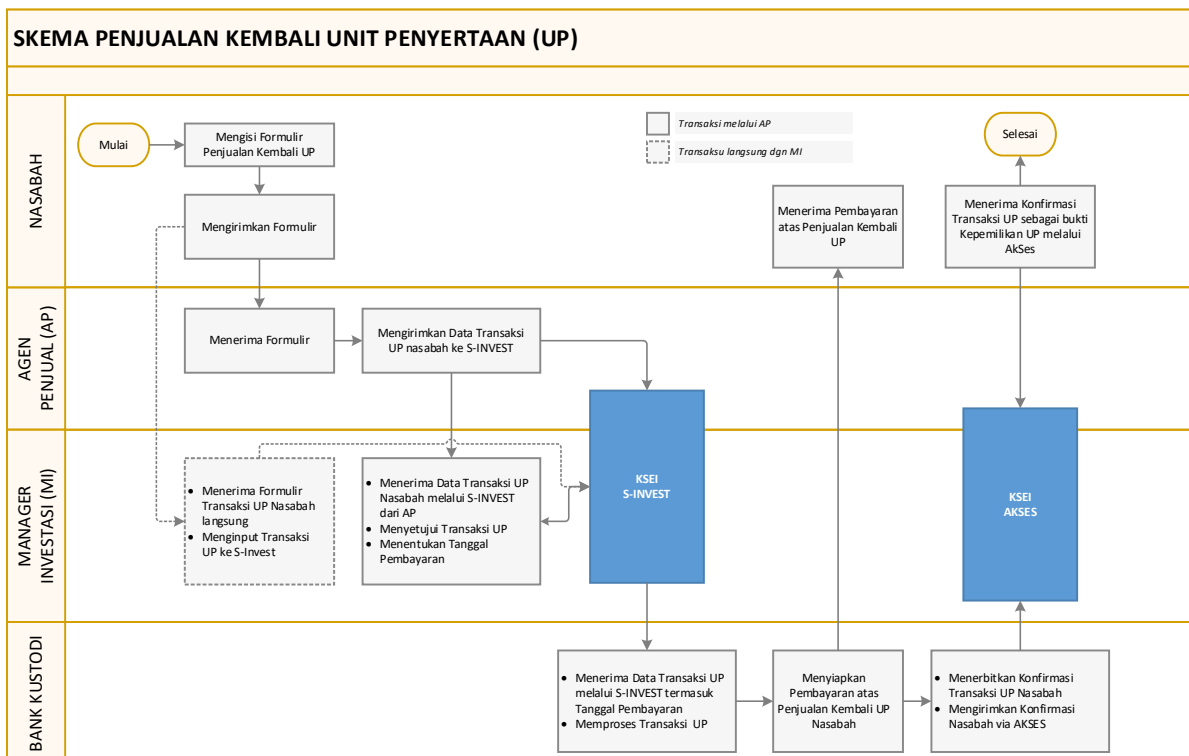 SKEMA PENJUALAN KEMBALI UNIT PENYERTAAN (UP)
NASABAH
Mulai
Mengisi Formulir
Penjualan Kembali UP
Mengirimkan Formulir
Transaksi melalui AP
Transaksu langsung dgn MI
Menerima Pembayaran
atas Penjualan Kembali
UP
Selesai
Menerima Konfirmasi
Transaksi UP sebagai bukti
Kepemilikan UP melalui
AkSes
AGEN
PENJUAL (AP)
Menerima Formulir
Mengirimkan Data Transaksi
UP nasabah ke S-INVEST
MANAGER
INVESTASI (MI)
• Menerima Formulir
Transaksi UP Nasabah
langsung
• Menginput Transaksi
UP ke S-Invest
• Menerima Data Transaksi UP
Nasabah melalui S-INVEST
dari AP
• Menyetujui Transaksi UP
• Menentukan Tanggal
Pembayaran
KSEI
S-INVEST
KSEI
AKSES
BANK KUSTODI
• Menerima Data Transaksi UP
melalui S-INVEST termasuk
Tanggal Pembayaran
• Memproses Transaksi UP
Menyiapkan
Pembayaran atas
Penjualan Kembali UP
Nasabah
• Menerbitkan Konfirmasi
Transaksi UP Nasabah
• Mengirimkan Konfirmasi
Nasabah via AKSES